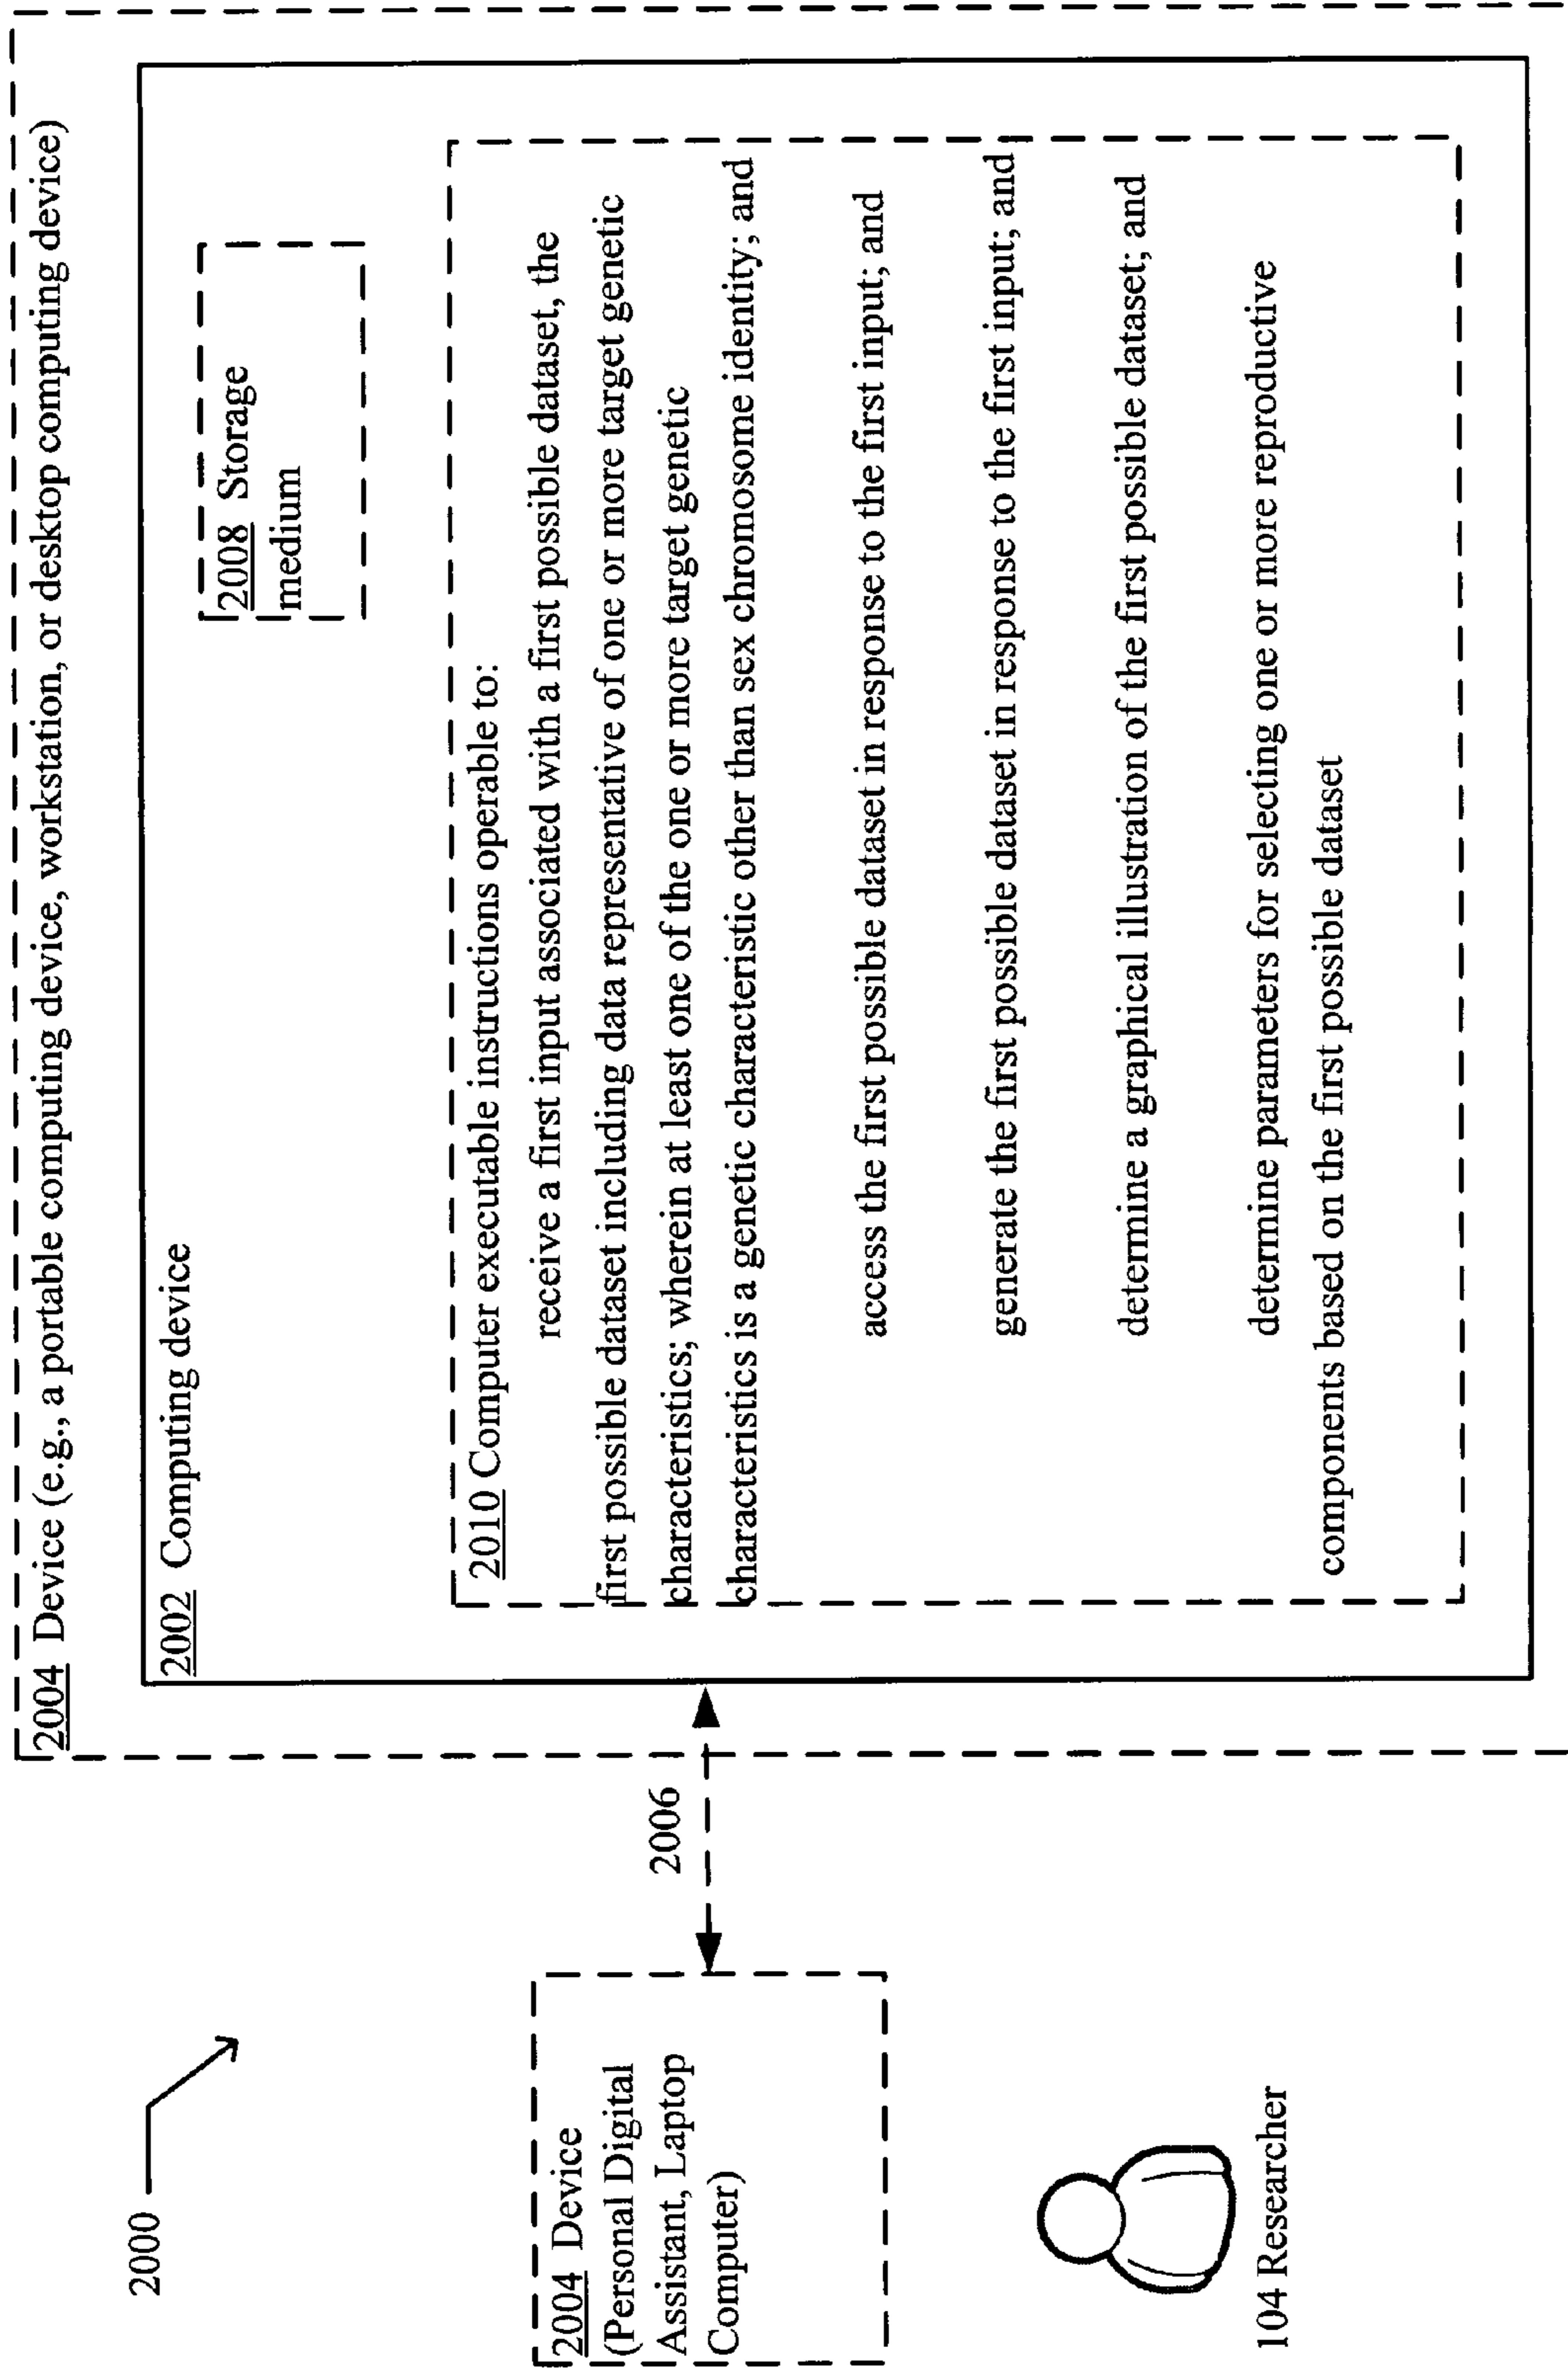 2000
2004 Device (e.g., a portable computing device, workstation, or desktop computing device)
2002 Computing device
2008 Storage
medium
2010 Computer executable instructions operable to:
receive a first input associated with a first possible dataset, the
first possible dataset including data representative of one or more target genetic
characteristics; wherein at least one of the one or more target genetic
characteristics is a genetic characteristic other than sex chromosome identity; and
access the first possible dataset in response to the first input; and
generate the first possible dataset in response to the first input; and
determine a graphical illustration of the first possible dataset; and
determine parameters for selecting one or more reproductive
components based on the first possible dataset
2006
2004 Device
(Personal Digital
Assistant, Laptop
Computer)
104 Researcher